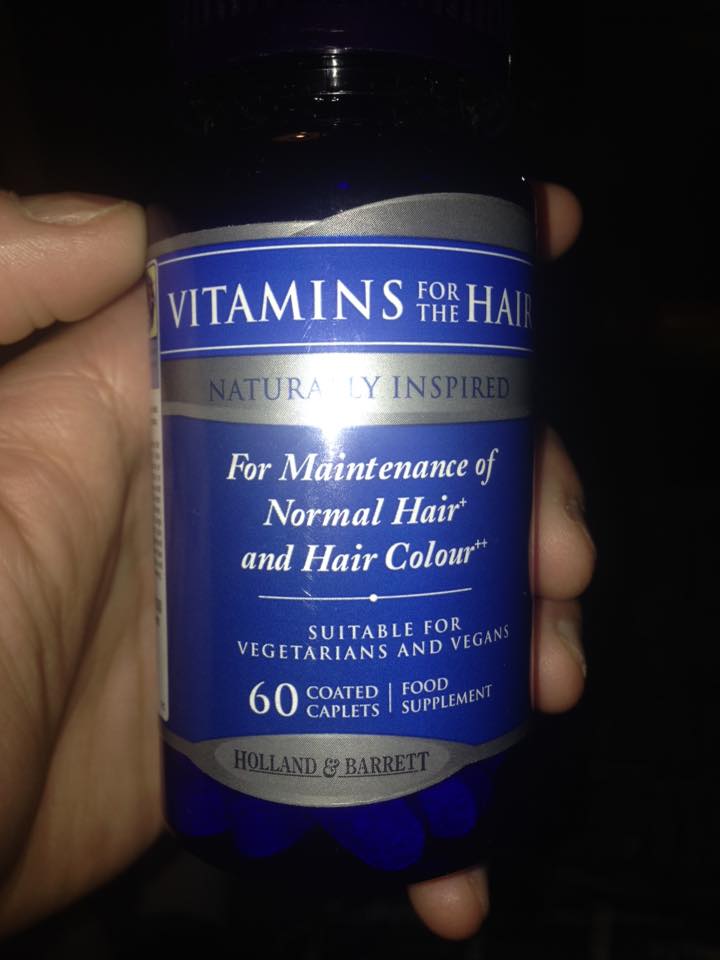 VITAMINS FOR THE HAIR
NATURALLY INSPIRED
For Maintenance of
Normal Hair+
and Hair Colour++
SUITABLE FOR
VEGETARIANS AND VEGANS
60 COATED CAPLETS | FOOD SUPPLEMENT
HOLLAND & BARRETT